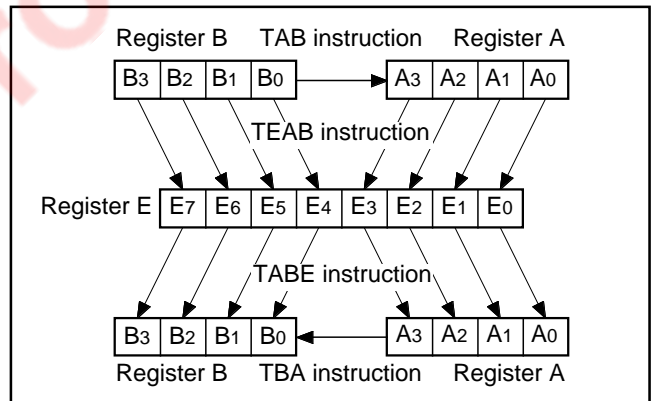 Register B TAB instruction Register A
B3 B2 B1 B0 A3 A2 A1 A0
TEAB instruction
Register E E7 E6 E5 E4 E3 E2 E1 E0
TABE instruction
B3 B2 B1 B0 A3 A2 A1 A0
Register B TBA instruction Register A